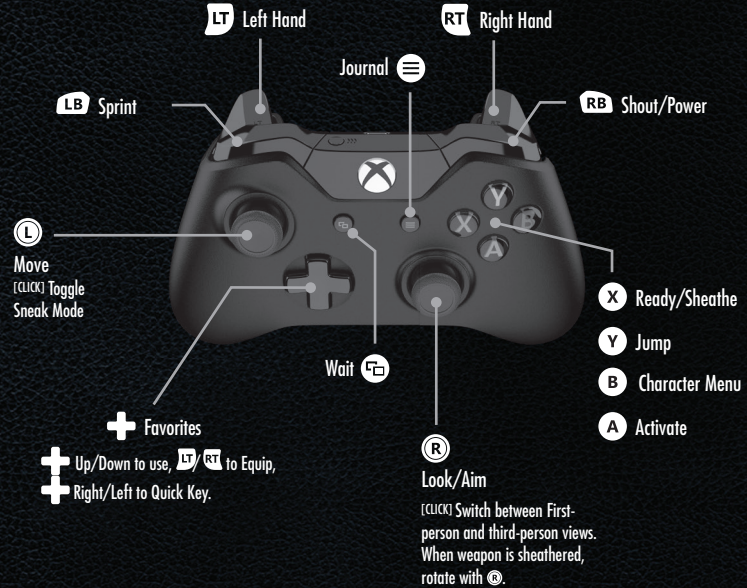 LT Left Hand
RT Right Hand
Journal
LB Sprint
RB Shout/Power
Y
X B
A
L
Move
[CLICK] Toggle
Sneak Mode
X Ready/Sheathe
Y Jump
B Character Menu
A Activate
Wait
Favorites
Up/Down to use, LT/ RT to Equip,
Right/Left to Quick Key.
R
Look/Aim
[CLICK] Switch between First-
person and third-person views.
When weapon is sheathered,
rotate with R.